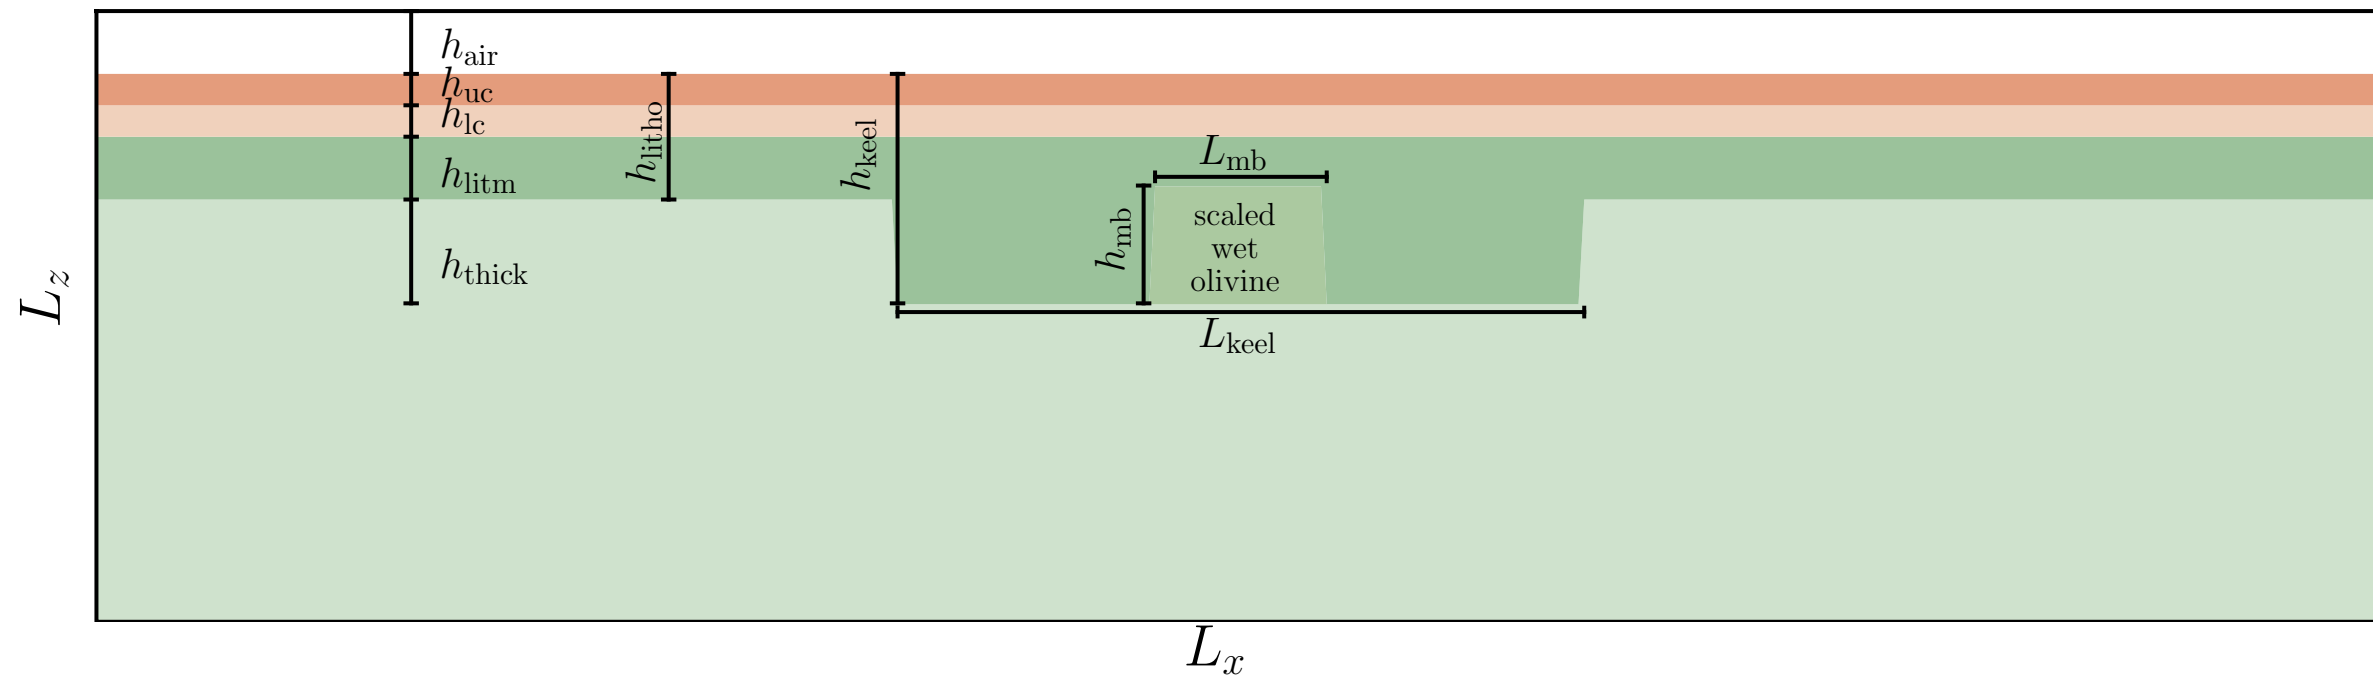 h_air
h_uc
h_lc
h_litm
h_thick
h_litho
h_keel
L_mb
h_mb
scaled
wet
olivine
L_keel
L_z
L_x